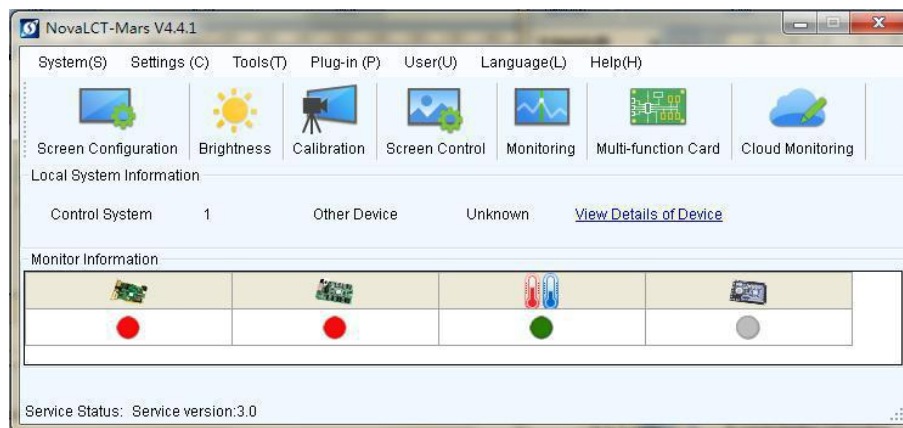 NovaLCT-Mars V4.4.1
System(S) Settings (C) Tools(T) Plug-in (P) User(U) Language(L) Help(H)
Screen Configuration Brightness Calibration Screen Control Monitoring Multi-function Card Cloud Monitoring
Local System Information
Control System 1 Other Device Unknown View Details of Device
Monitor Information
Service Status: Service version:3.0